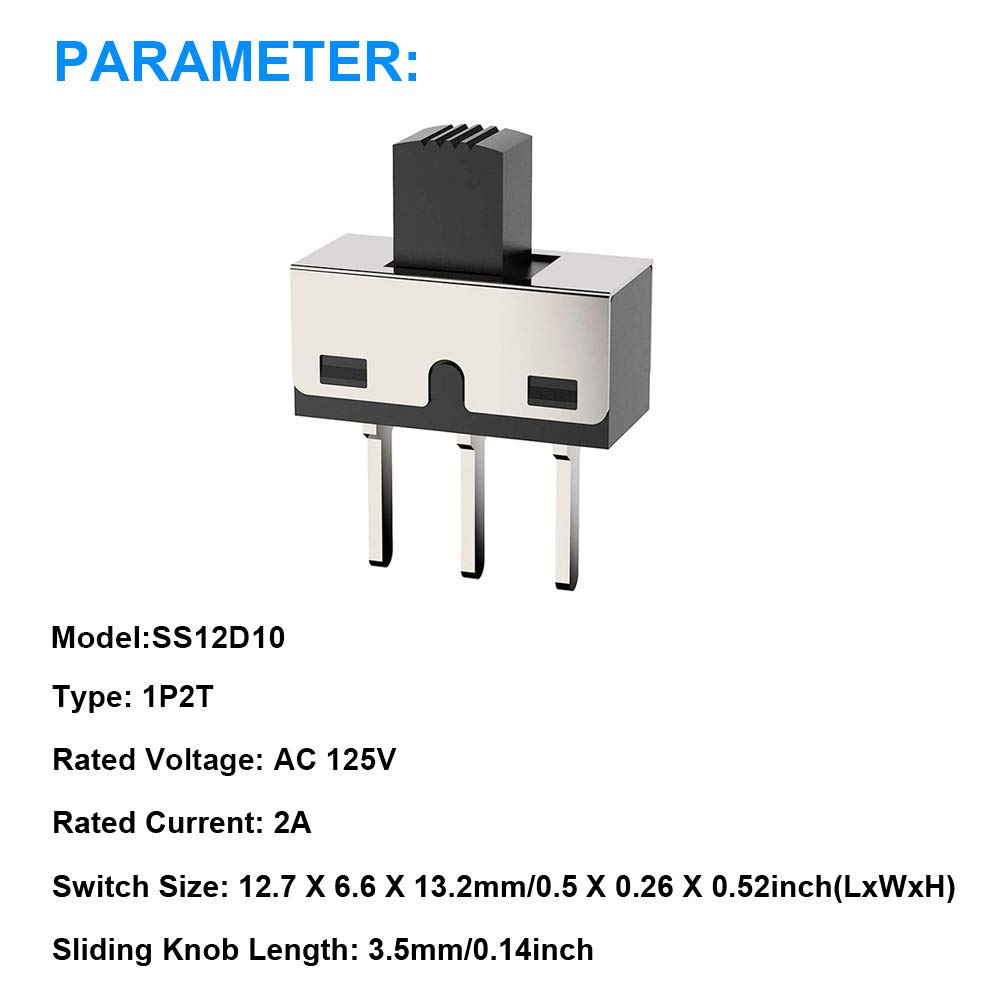 PARAMETER:
Model:SS12D10
Type: 1P2T
Rated Voltage: AC 125V
Rated Current: 2A
Switch Size: 12.7 X 6.6 X 13.2mm/0.5 X 0.26 X 0.52inch(LxWxH)
Sliding Knob Length: 3.5mm/0.14inch